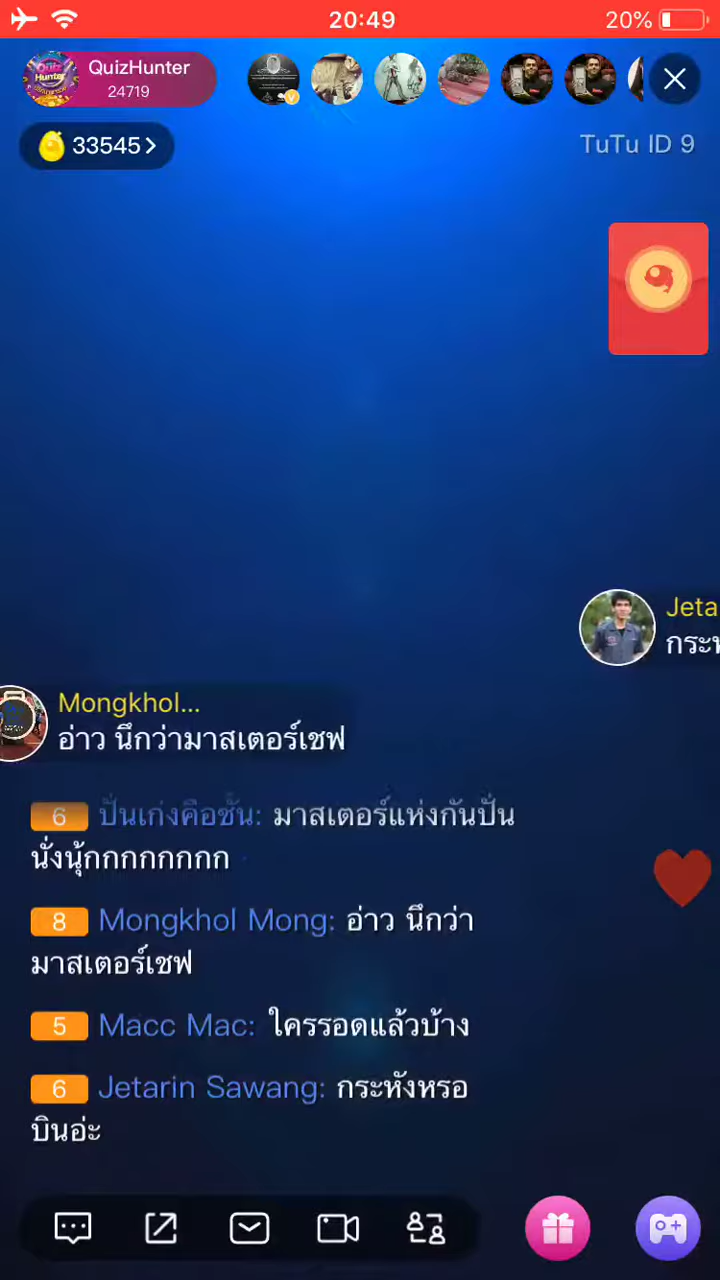 20:49
20%
QuizHunter
24719
33545
TuTu ID 9
Jeta
Mongkhol...
อ่าว นึกว่ามาสเตอร์เชฟ
6 ปั่นเก่งคือชั้น: มาสเตอร์แห่งกันปั่น
นั่งนุ้กกกกกกกกก
8 Mongkhol Mong: อ่าว นึกว่า
มาสเตอร์เชฟ
5 Macc Mac: ใครรอดแล้วบ้าง
6 Jetarin Sawang: กระหังหรอ
บินอ่ะ